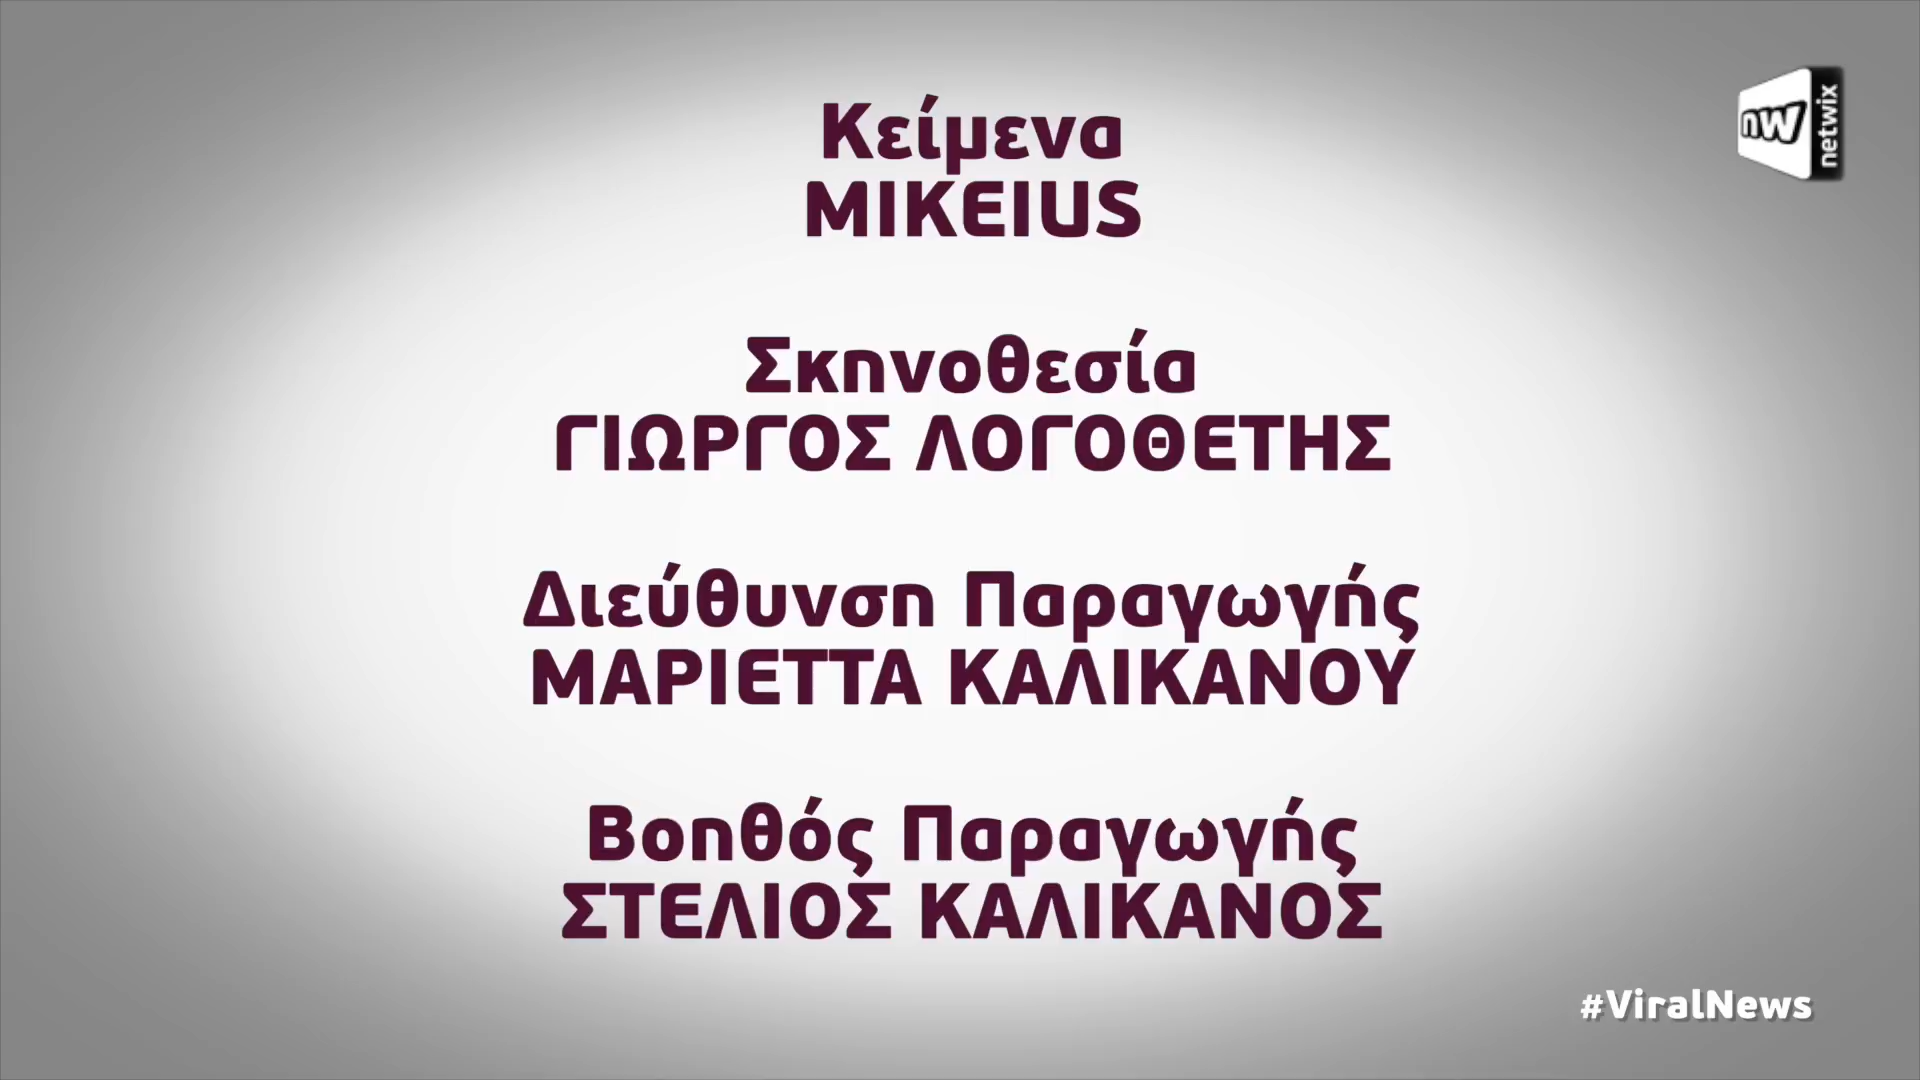 nw netwix
Κείμενα
MIKEIUS
Σκηνοθεσία
ΓΙΩΡΓΟΣ ΛΟΓΟΘΕΤΗΣ
Διεύθυνση Παραγωγής
ΜΑΡΙΕΤΤΑ ΚΑΛΙΚΑΝΟΥ
Βοηθός Παραγωγής
ΣΤΕΛΙΟΣ ΚΑΛΙΚΑΝΟΣ
#ViralNews